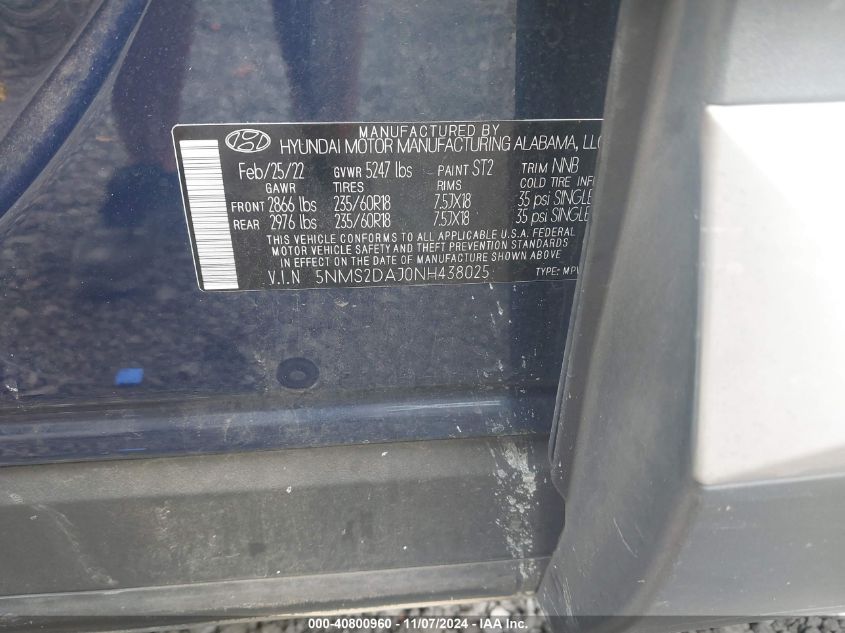 MANUFACTURED BY
HYUNDAI MOTOR MANUFACTURING ALABAMA, LLC
Feb/25/22 GVWR 5247 lbs PAINT ST2 TRIM NNB
GAWR TIRES RIMS COLD TIRE INF
FRONT 2866 lbs 235/60R18 7.5JX18 35 psi SINGLE
REAR 2976 lbs 235/60R18 7.5JX18 35 psi SINGLE
THIS VEHICLE CONFORMS TO ALL APPLICABLE U.S.A. FEDERAL
MOTOR VEHICLE SAFETY AND THEFT PREVENTION STANDARDS
IN EFFECT ON THE DATE OF MANUFACTURE SHOWN ABOVE.
V.I.N 5NMS2DAJ0NH438025 TYPE: MPV
000-40800960 - 11/07/2024 - IAA Inc.